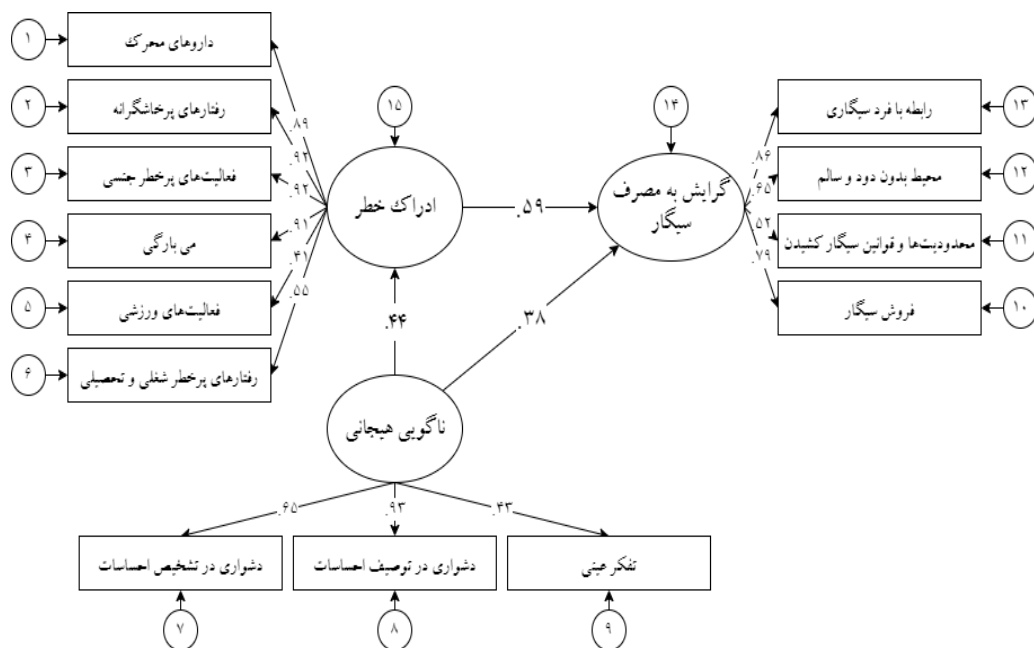 ۱
داروهای محرک
۲
رفتارهای پرخاشگرانه
۳
فعالیت‌های پرخطر جنسی
۴
می بارگی
۵
فعالیت‌های ورزشی
۶
رفتارهای پرخطر شغلی و تحصیلی
.۸۹
.۹۲
.۹۲
.۹۱
.۴۱
.۵۵
۱۵
ادراک خطر
.۵۹
۱۴
گرایش به مصرف
سیگار
.۸۶
.۶۵
.۵۲
.۷۹
رابطه با فرد سیگاری
۱۳
محیط بدون دود و سالم
۱۲
محدودیت‌ها و قوانین سیگار کشیدن
۱۱
فروش سیگار
۱۰
.۴۴
.۳۸
ناگویی هیجانی
.۶۵
.۹۳
.۴۳
دشواری در تشخیص احساسات
دشواری در توصیف احساسات
تفکر عینی
۷
۸
۹